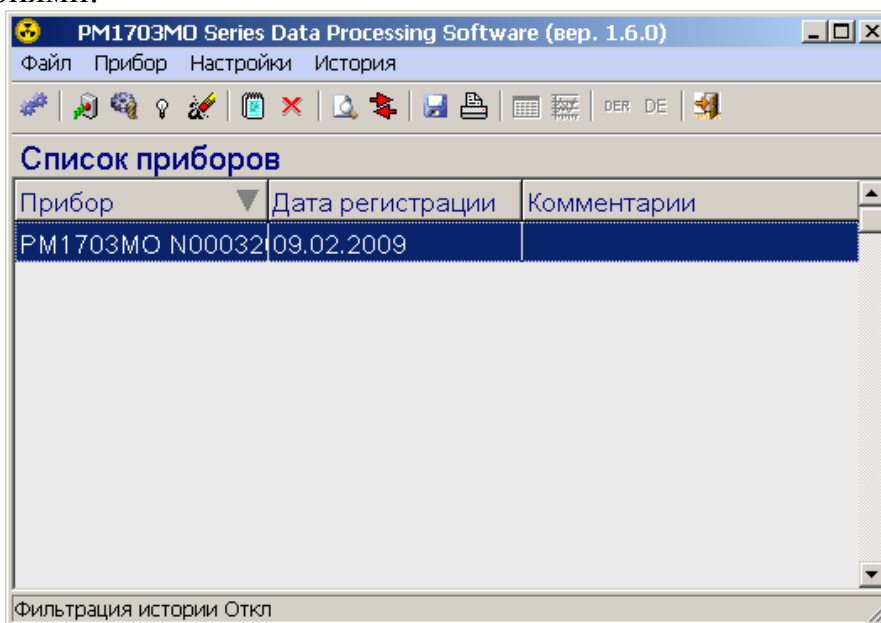 PM1703MO Series Data Processing Software (вер. 1.6.0)
Файл Прибор Настройки История
DER DE
Список приборов
Прибор Дата регистрации Комментарии
PM1703MO N00032 09.02.2009
Фильтрация истории Откл